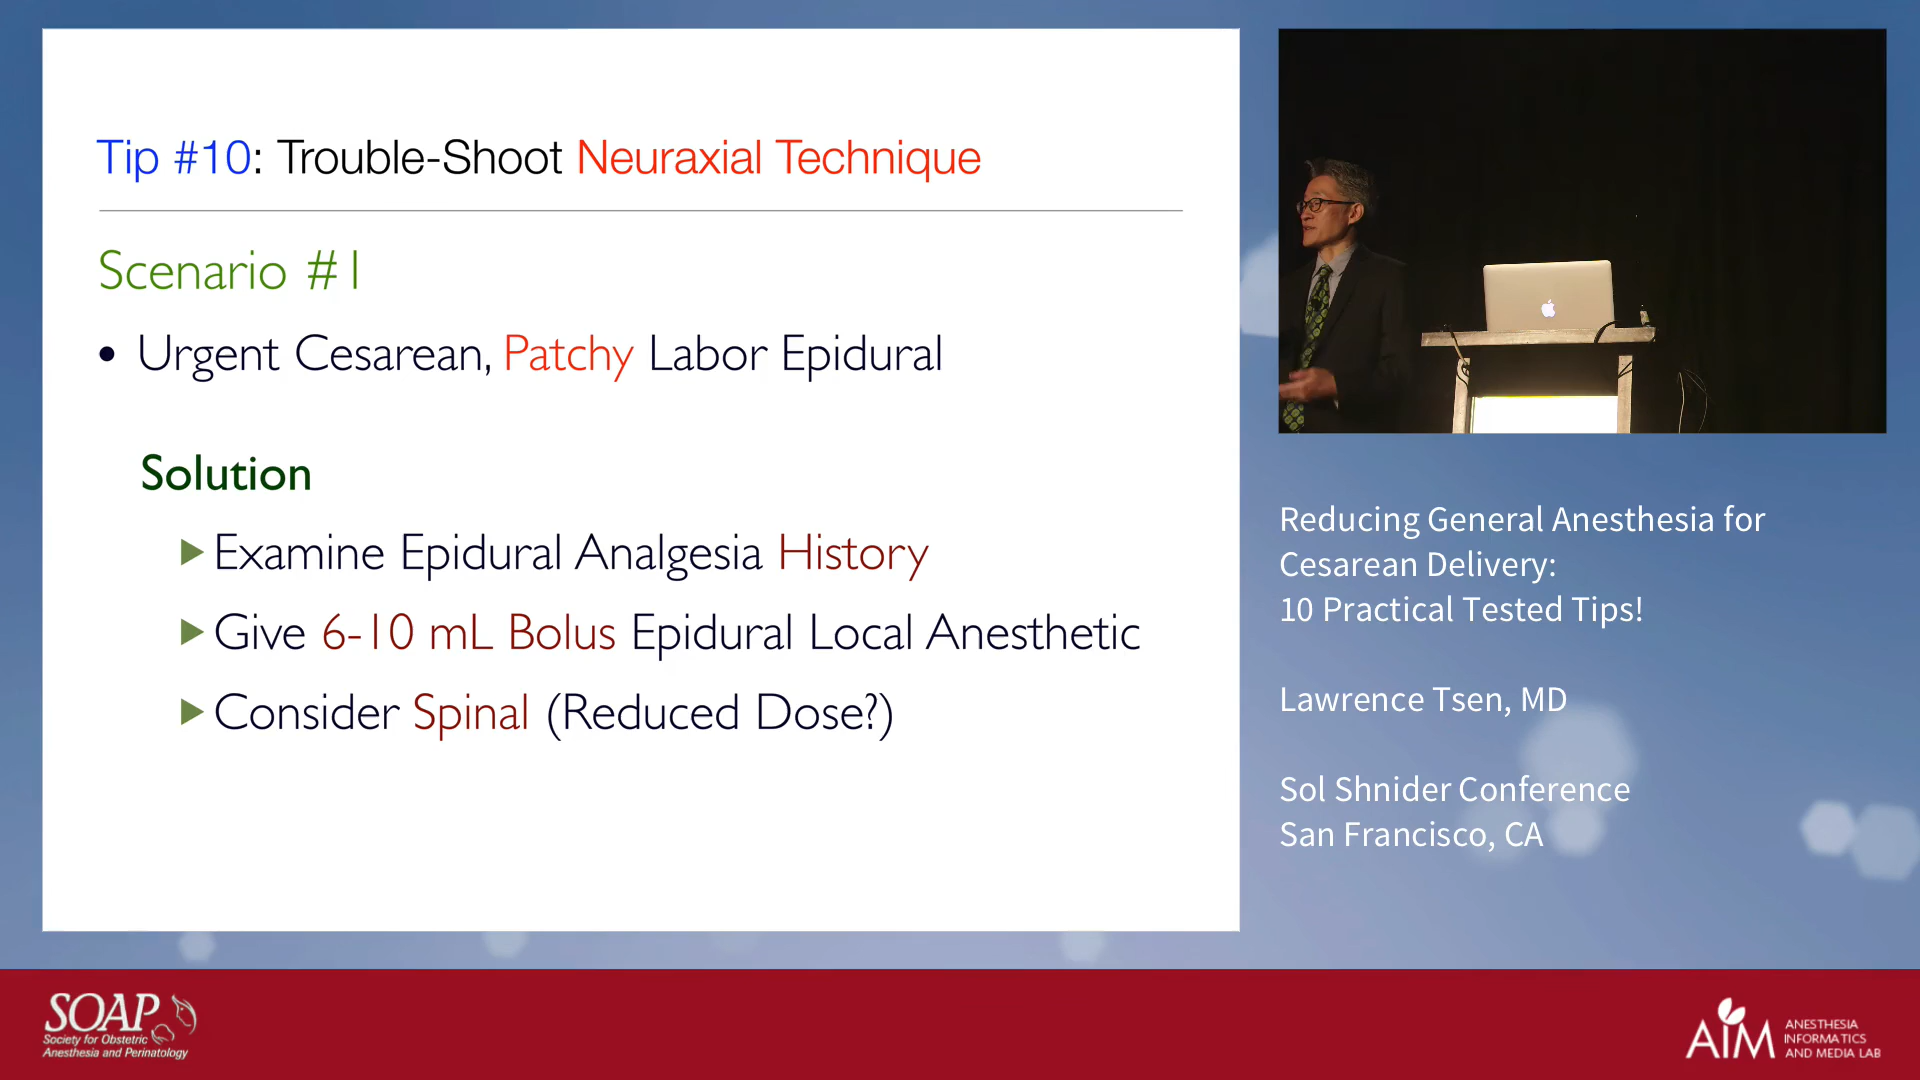 Tip #10: Trouble-Shoot Neuraxial Technique
Scenario #1
• Urgent Cesarean, Patchy Labor Epidural
Solution
Examine Epidural Analgesia History
Give 6-10 mL Bolus Epidural Local Anesthetic
Consider Spinal (Reduced Dose?)
Reducing General Anesthesia for
Cesarean Delivery:
10 Practical Tested Tips!
Lawrence Tsen, MD
Sol Shnider Conference
San Francisco, CA
SOAP
Society for Obstetric
Anesthesia and Perinatology
AIM
ANESTHESIA
INFORMATICS
AND MEDIA LAB